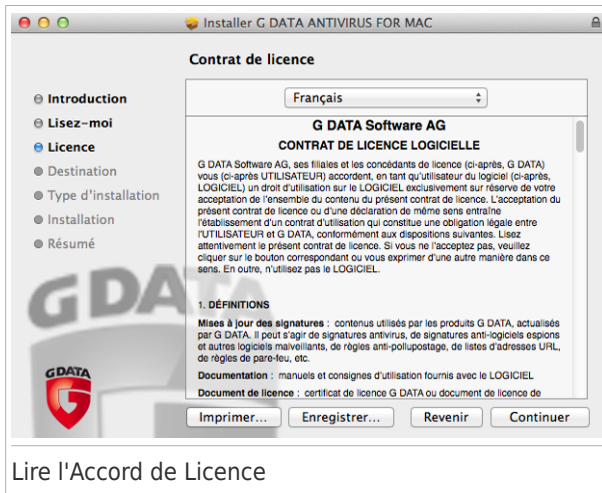 Installer G DATA ANTIVIRUS FOR MAC
Contrat de licence
Introduction
Lisez-moi
Licence
Destination
Type d'installation
Installation
Résumé
Français
G DATA Software AG
CONTRAT DE LICENCE LOGICIELLE
G DATA Software AG, ses filiales et les concédants de licence (ci-après, G DATA)
vous (ci-après UTILISATEUR) accordent, en tant qu'utilisateur du logiciel (ci-après,
LOGICIEL) un droit d'utilisation sur le LOGICIEL exclusivement sur réserve de votre
acceptation de l'ensemble du contenu du présent contrat de licence. L'acceptation du
présent contrat de licence ou d'une déclaration de même sens entraîne
l'établissement d'un contrat d'utilisation qui constitue une obligation légale entre
l'UTILISATEUR et G DATA, conformément aux dispositions suivantes. Lisez
attentivement le présent contrat de licence. Si vous ne l'acceptez pas, veuillez
cliquer sur le bouton correspondant ou vous exprimer d'une autre manière dans ce
sens. En outre, n'utilisez pas le LOGICIEL.
1. DÉFINITIONS
Mises à jour des signatures : contenus utilisés par les produits G DATA, actualisés
par G DATA. Il peut s'agir de signatures antivirus, de signatures anti-logiciels espions
et autres logiciels malveillants, de règles anti-pollupostage, de listes d'adresses URL,
de règles de pare-feu, etc.
Documentation : manuels et consignes d'utilisation fournis avec le LOGICIEL
Document de licence : certificat de licence G DATA ou document de licence de
G DATA
GDATA
Imprimer...
Enregistrer...
Revenir
Continuer
Lire l'Accord de Licence